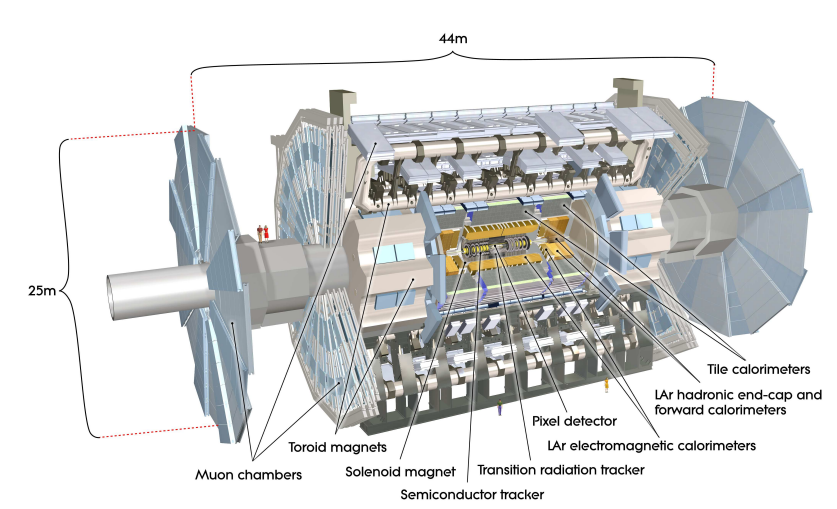 44m
25m
Tile calorimeters
LAr hadronic end-cap and
forward calorimeters
Pixel detector
LAr electromagnetic calorimeters
Toroid magnets
Muon chambers
Solenoid magnet
Transition radiation tracker
Semiconductor tracker